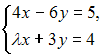 4x − 6y = 5,
λx + 3y = 4